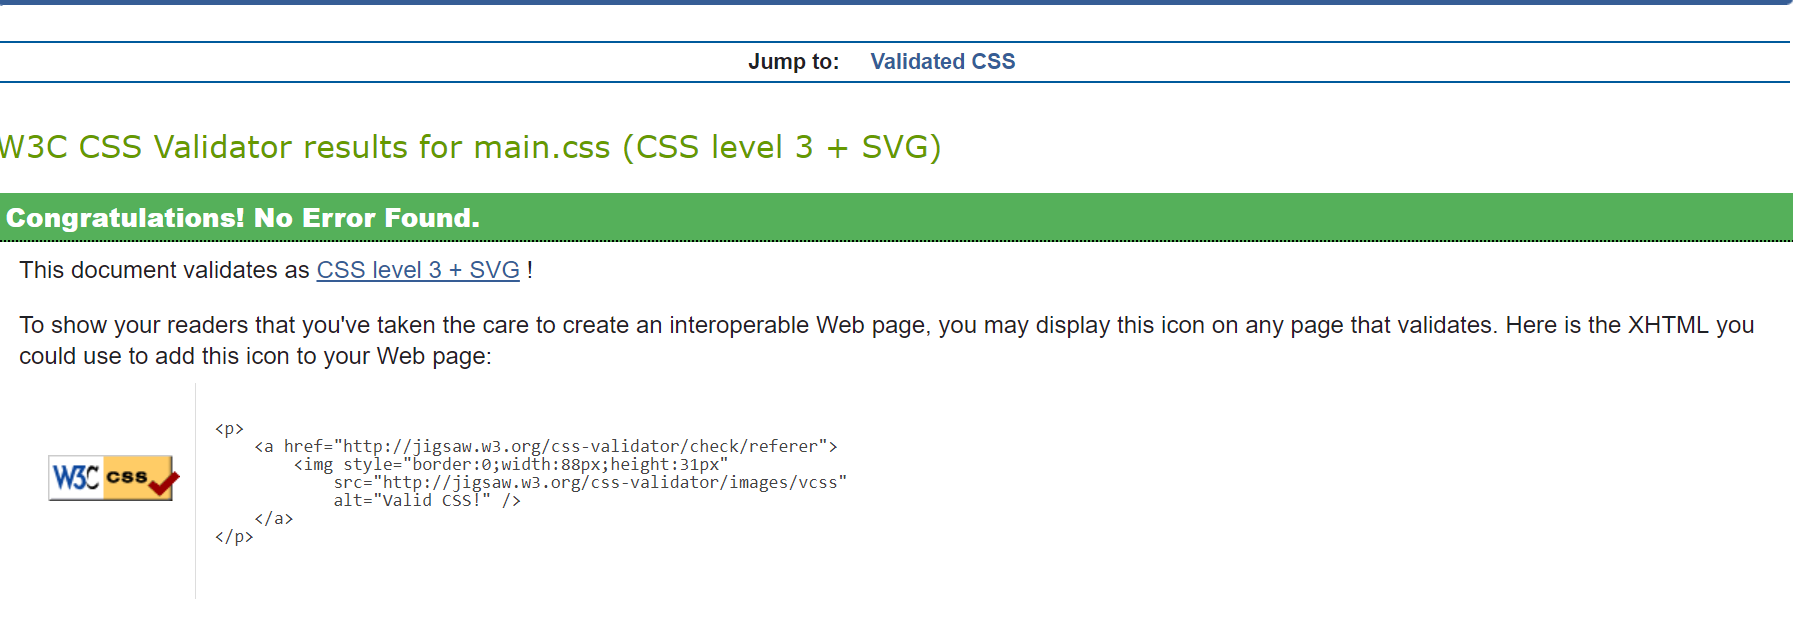 Jump to: Validated CSS
W3C CSS Validator results for main.css (CSS level 3 + SVG)
Congratulations! No Error Found.
This document validates as CSS level 3 + SVG !
To show your readers that you've taken the care to create an interoperable Web page, you may display this icon on any page that validates. Here is the XHTML you
could use to add this icon to your Web page:
W3C css
<p>
    <a href="http://jigsaw.w3.org/css-validator/check/referer">
        <img style="border:0;width:88px;height:31px"
            src="http://jigsaw.w3.org/css-validator/images/vcss"
            alt="Valid CSS!" />
    </a>
</p>